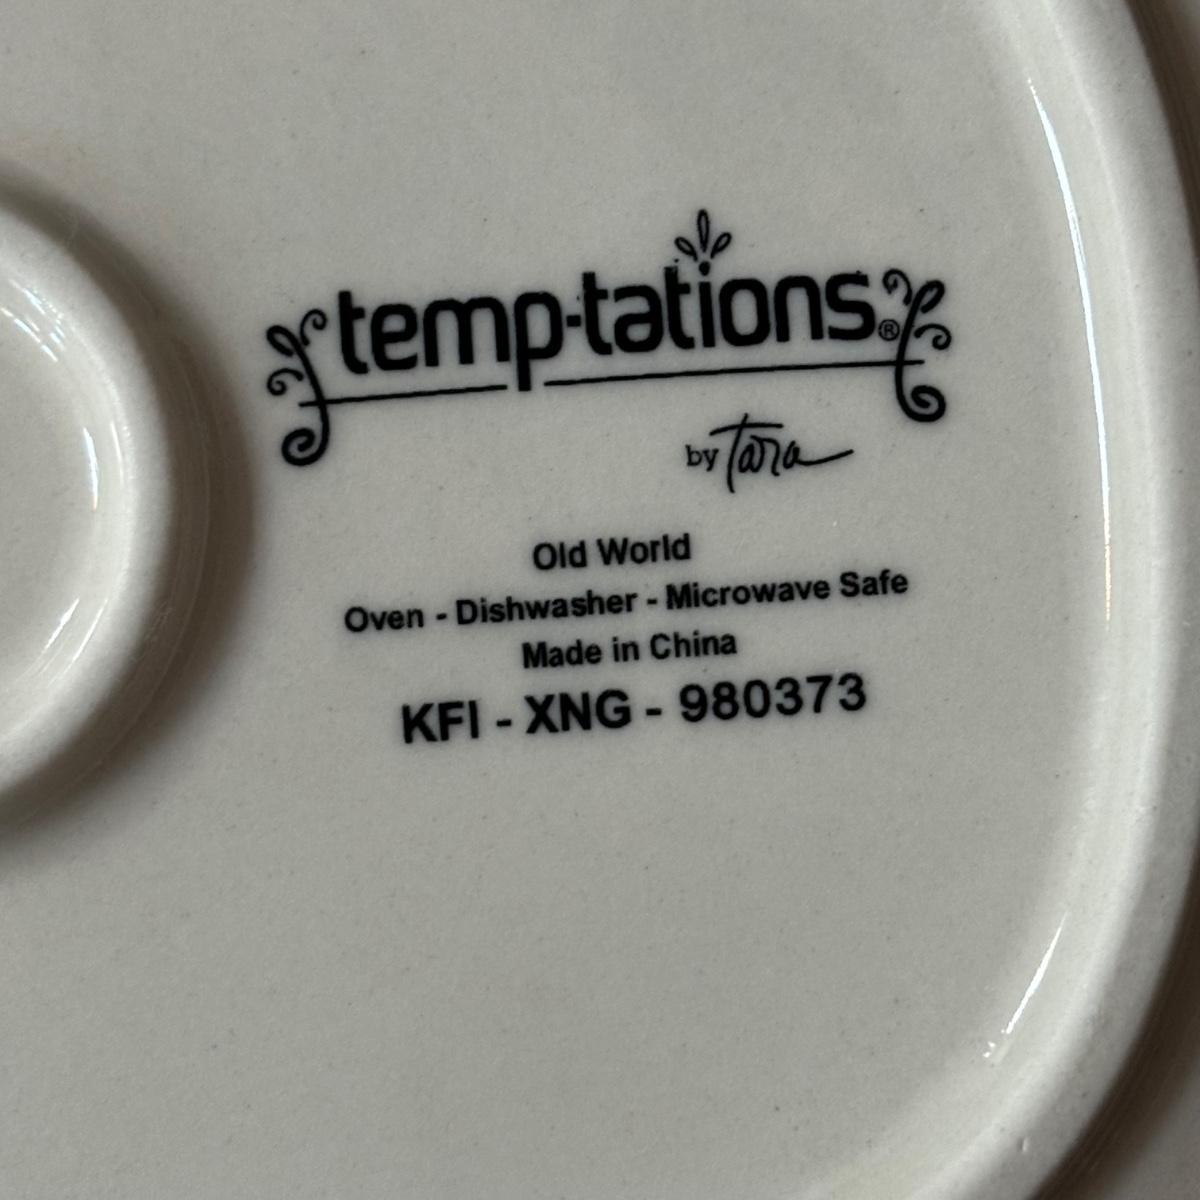 temp-tations®
by Tara
Old World
Oven - Dishwasher - Microwave Safe
Made in China
KFI - XNG - 980373